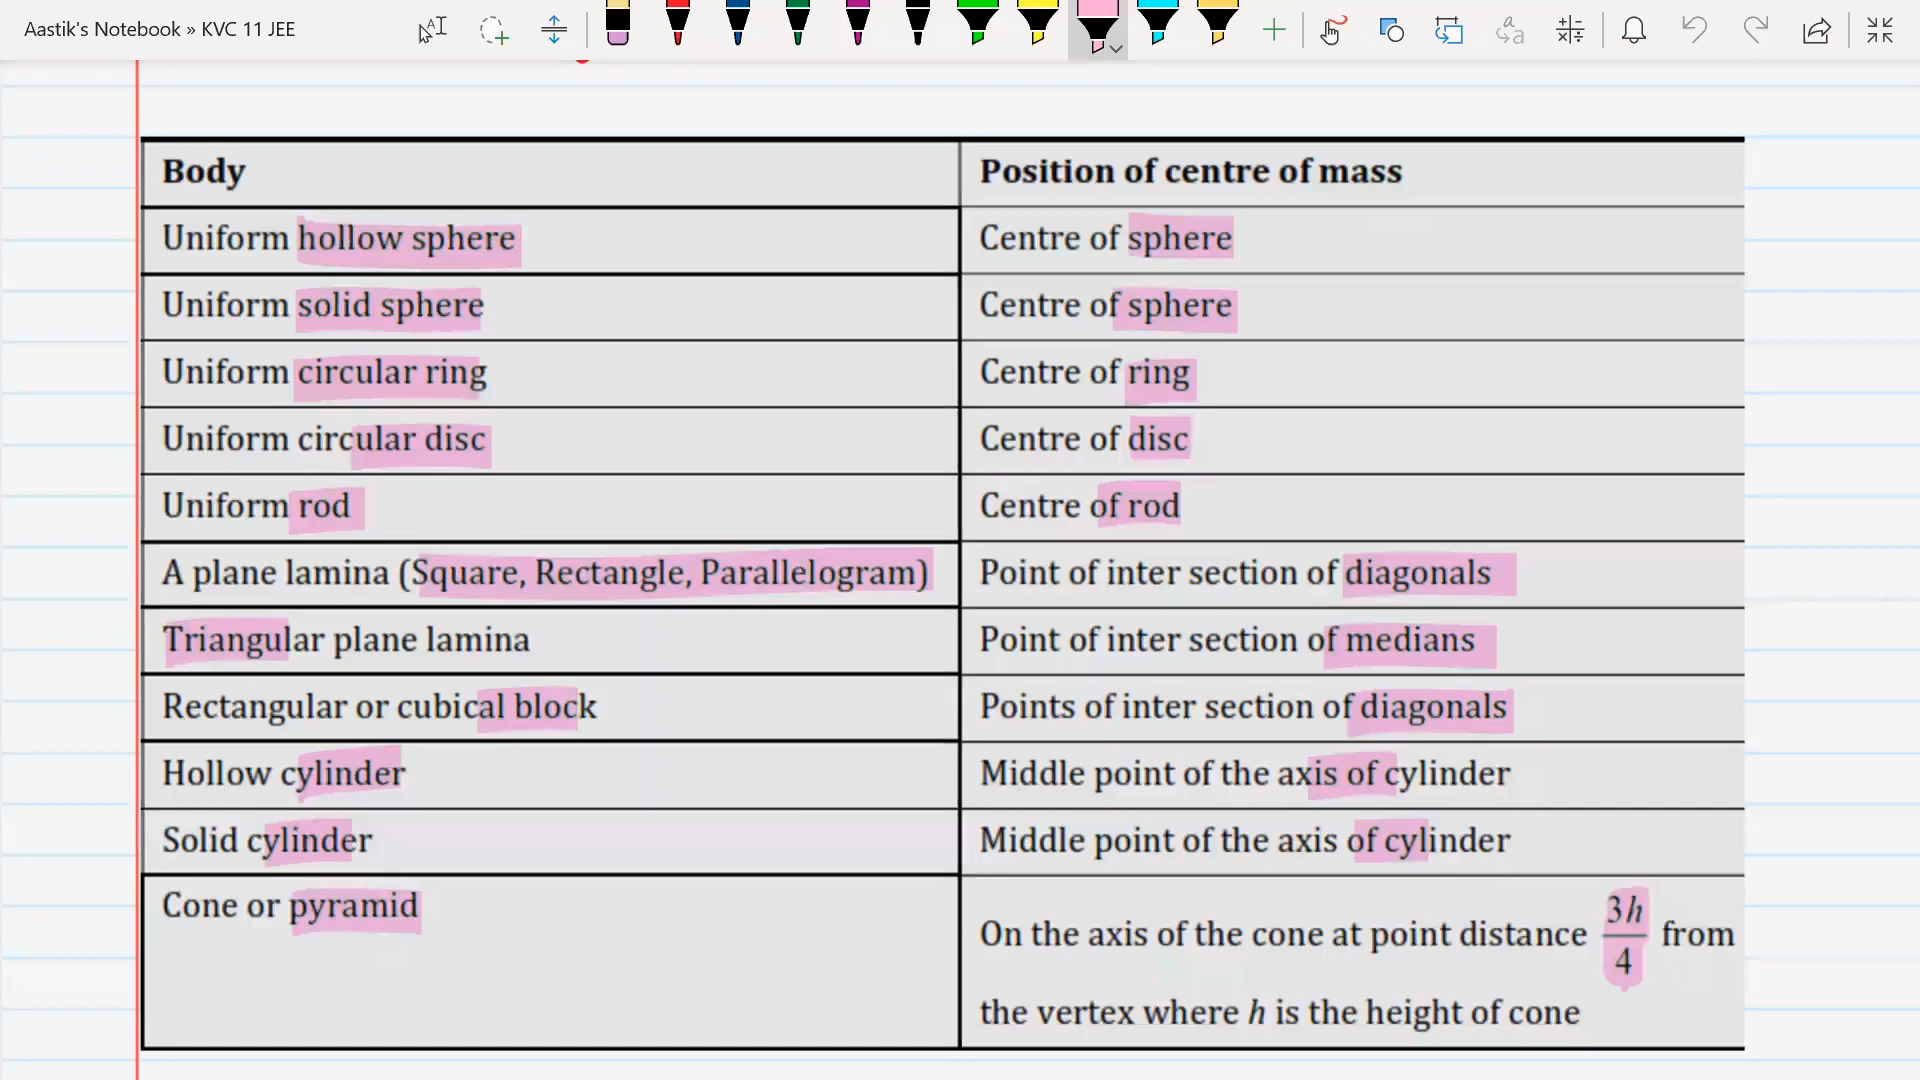 Aastik's Notebook » KVC 11 JEE
Body
Position of centre of mass
Uniform hollow sphere
Centre of sphere
Uniform solid sphere
Centre of sphere
Uniform circular ring
Centre of ring
Uniform circular disc
Centre of disc
Uniform rod
Centre of rod
A plane lamina (Square, Rectangle, Parallelogram)
Point of inter section of diagonals
Triangular plane lamina
Point of inter section of medians
Rectangular or cubical block
Points of inter section of diagonals
Hollow cylinder
Middle point of the axis of cylinder
Solid cylinder
Middle point of the axis of cylinder
Cone or pyramid
On the axis of the cone at point distance 3h/4 from
the vertex where h is the height of cone